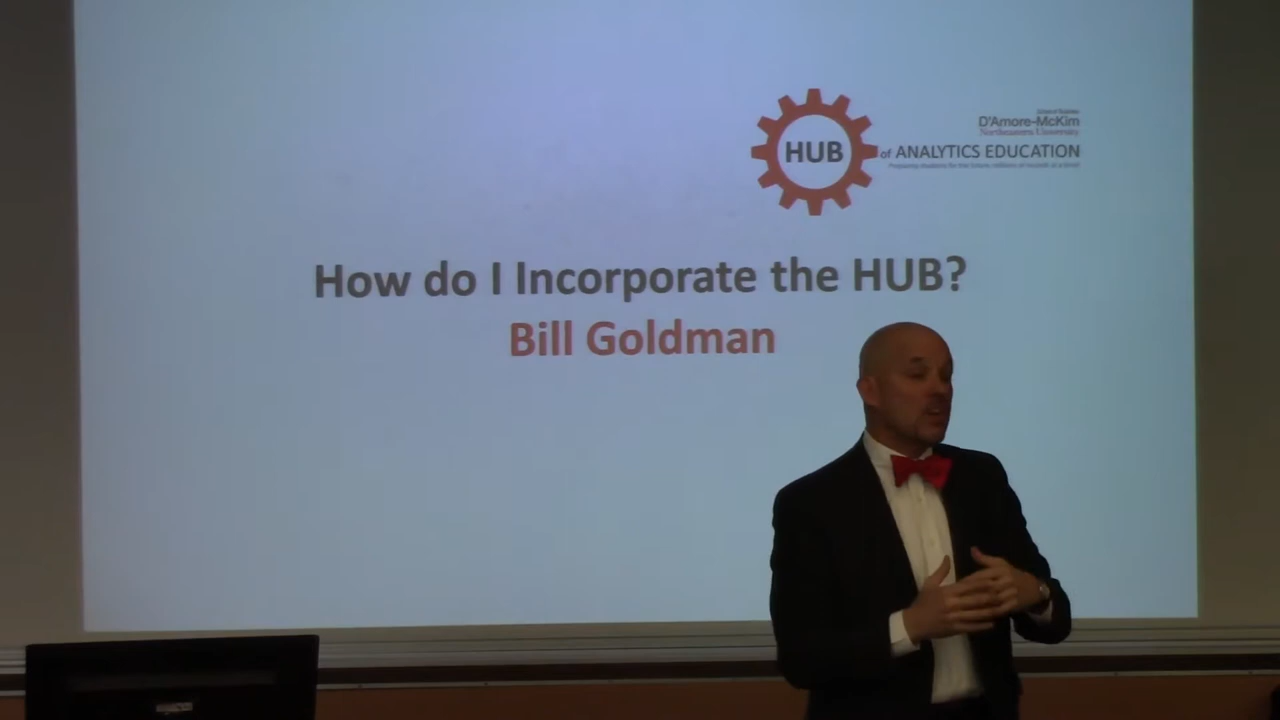 D'Amore-McKim
Northeastern University
HUB of ANALYTICS EDUCATION
How do I Incorporate the HUB?
Bill Goldman